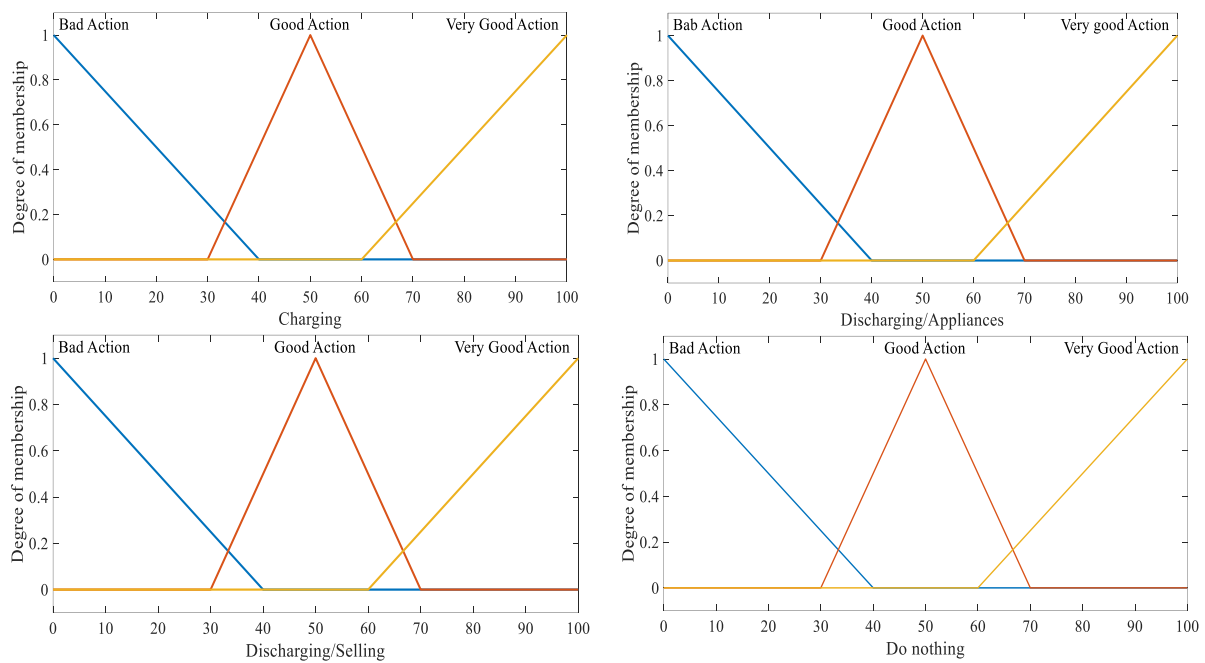 Bad Action Good Action Very Good Action
Degree of membership
1
0.8
0.6
0.4
0.2
0
0 10 20 30 40 50 60 70 80 90 100
Charging
Bab Action Good Action Very good Action
Degree of membership
1
0.8
0.6
0.4
0.2
0
0 10 20 30 40 50 60 70 80 90 100
Discharging/Appliances
Bad Action Good Action Very Good Action
Degree of membership
1
0.8
0.6
0.4
0.2
0
0 10 20 30 40 50 60 70 80 90 100
Discharging/Selling
Bad Action Good Action Very Good Action
Degree of membership
1
0.8
0.6
0.4
0.2
0
0 10 20 30 40 50 60 70 80 90 100
Do nothing